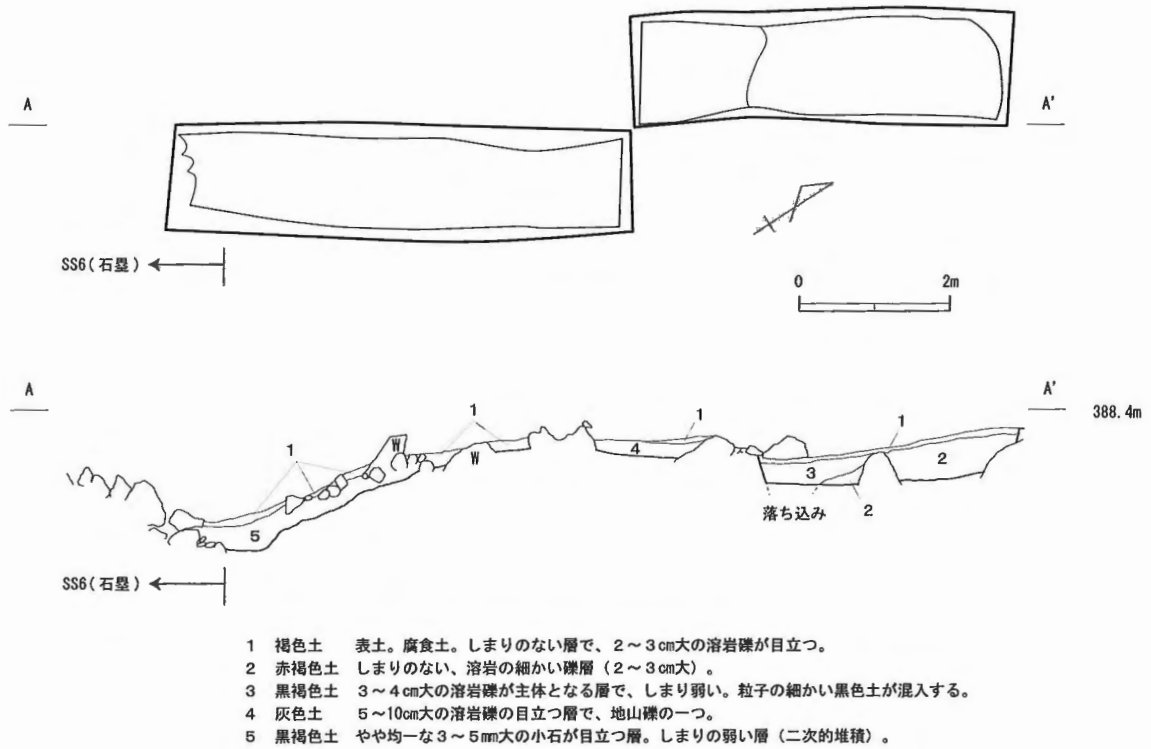 A
A'
SS6(石塁)
0 2m
A
A'
388.4m
1
1
1
1
W
W
4
3
2
5
落ち込み 2
SS6(石塁)
1 褐色土 表土。腐食土。しまりのない層で、2~3cm大の溶岩礫が目立つ。
2 赤褐色土 しまりのない、溶岩の細かい礫層(2~3cm大)。
3 黒褐色土 3~4cm大の溶岩礫が主体となる層で、しまり弱い。粒子の細かい黒色土が混入する。
4 灰色土 5~10cm大の溶岩礫の目立つ層で、地山礫の一つ。
5 黒褐色土 やや均一な3~5mm大の小石が目立つ層。しまりの弱い層(二次的堆積)。